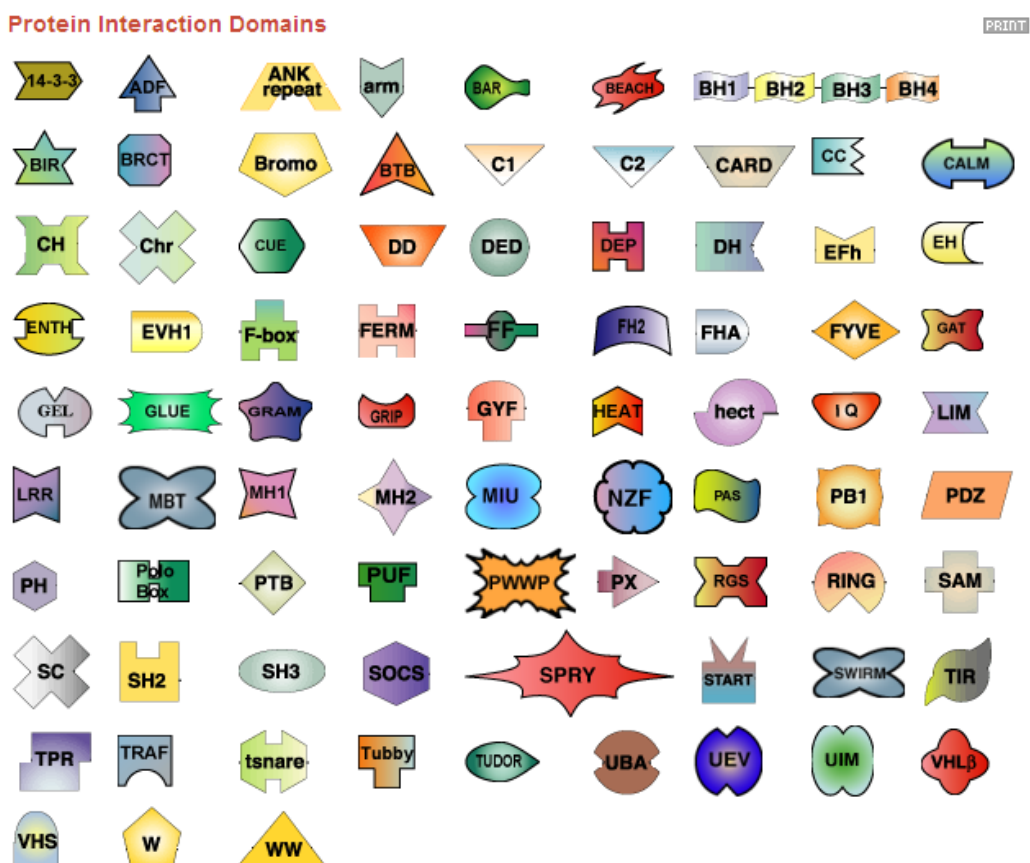 Protein Interaction Domains
PRINT
14-3-3 ADF ANK repeat arm BAR BEACH BH1 BH2 BH3 BH4
BIR BRCT Bromo BTB C1 C2 CARD CC CALM
CH Chr CUE DD DED DEP DH EFh EH
ENTH EVH1 F-box FERM FF FH2 FHA FYVE GAT
GEL GLUE GRAM GRIP GYF HEAT hect IQ LIM
LRR MBT MH1 MH2 MIU NZF PAS PB1 PDZ
PH Polo Box PTB PUF PWWP PX RGS RING SAM
SC SH2 SH3 SOCS SPRY START SWIRM TIR
TPR TRAF tsnare Tubby TUDOR UBA UEV UIM VHLβ
VHS W WW